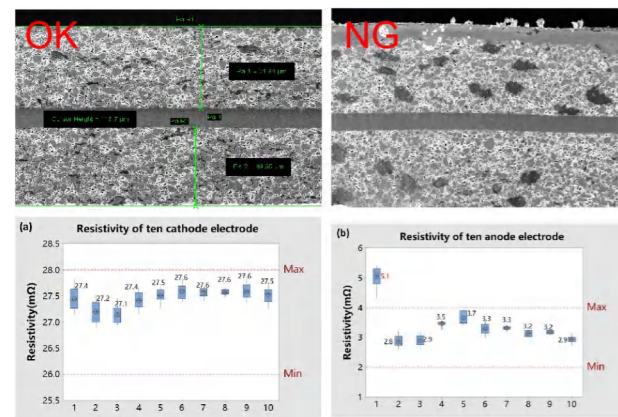 OK
NG
(a) Resistivity of ten cathode electrode
28.5
28.0
27.5
27.0
26.5
26.0
25.5
Resistivity(mΩ)
27.4
27.2
27.1
27.4
27.5
27.6
27.6
27.6
27.6
27.5
Max
Min
1 2 3 4 5 6 7 8 9 10
(b) Resistivity of ten anode electrode
6
5
4
3
2
1
Resistivity(mΩ)
5.1
2.8
2.9
3.5
3.7
3.3
3.3
3.2
3.2
2.9
Max
Min
1 2 3 4 5 6 7 8 9 10